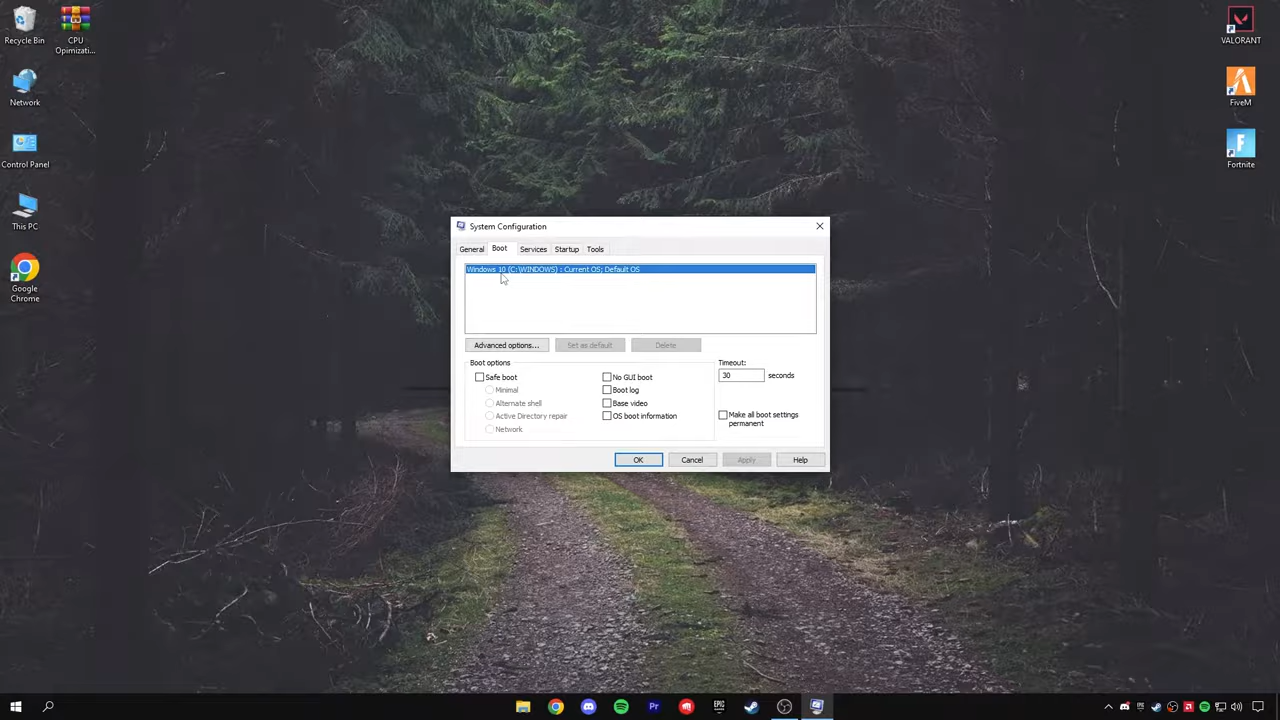 Recycle Bin
CPU
Opimizati...
Network
Control Panel
This PC
Google
Chrome
VALORANT
FiveM
Fortnite
System Configuration
General
Boot
Services
Startup
Tools
Windows 10 (C:\WINDOWS) : Current OS; Default OS
Advanced options...
Set as default
Delete
Boot options
Safe boot
Minimal
Alternate shell
Active Directory repair
Network
No GUI boot
Boot log
Base video
OS boot information
Timeout:
30 seconds
Make all boot settings
permanent
OK
Cancel
Apply
Help
Pr
EPIC